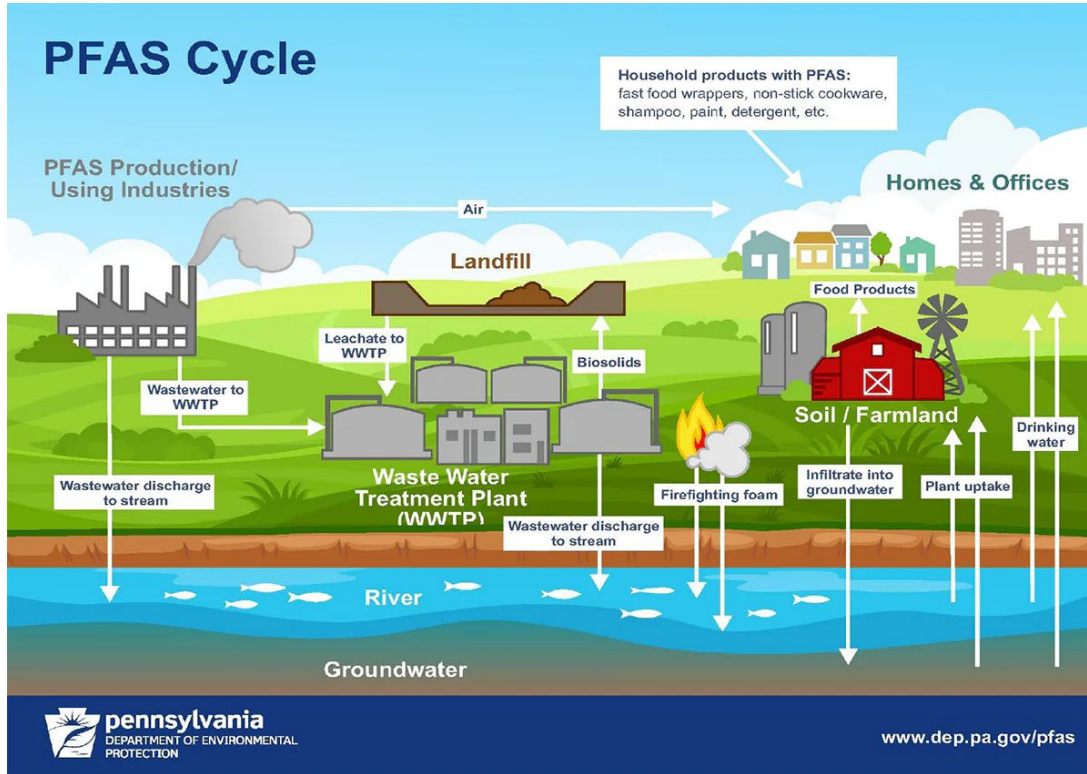 PFAS Cycle
Household products with PFAS:
fast food wrappers, non-stick cookware,
shampoo, paint, detergent, etc.
PFAS Production/
Using Industries
Homes & Offices
Air
Landfill
Food Products
Leachate to
WWTP
Biosolids
Wastewater to
WWTP
Soil / Farmland
Drinking
water
Waste Water
Treatment Plant
(WWTP)
Wastewater discharge
to stream
Firefighting foam
Infiltrate into
groundwater
Plant uptake
Wastewater discharge
to stream
River
Groundwater
pennsylvania
DEPARTMENT OF ENVIRONMENTAL
PROTECTION
www.dep.pa.gov/pfas